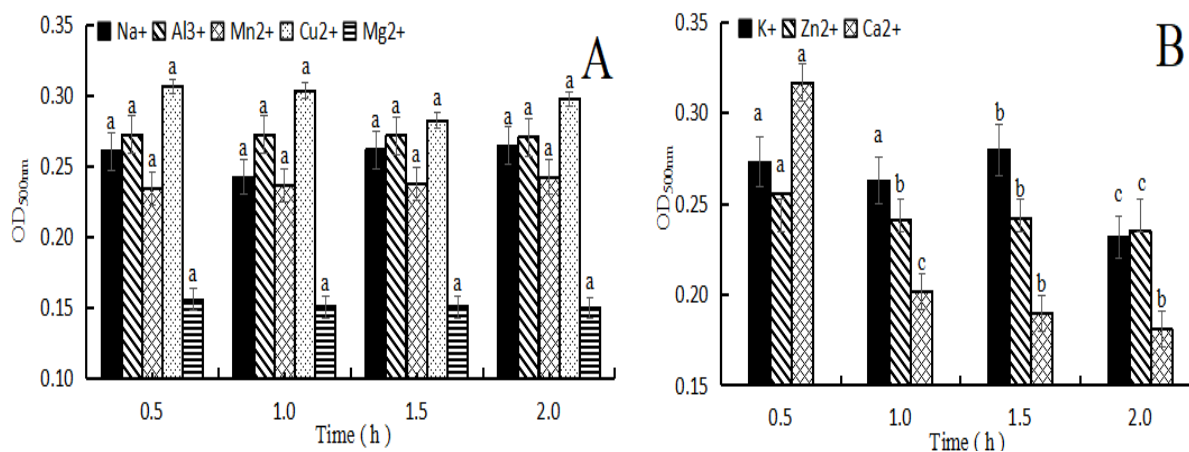 0.35
0.30
0.25
0.20
0.15
0.10
OD500nm
Na+ Al3+ Mn2+ Cu2+ Mg2+
A
a a a a a
a a a a a
a a a a a
a a a a a
0.5 1.0 1.5 2.0
Time ( h )
0.35
0.30
0.25
0.20
0.15
OD500nm
K+ Zn2+ Ca2+
B
a a a
a b c
b b b
c c b
0.5 1.0 1.5 2.0
Time ( h )